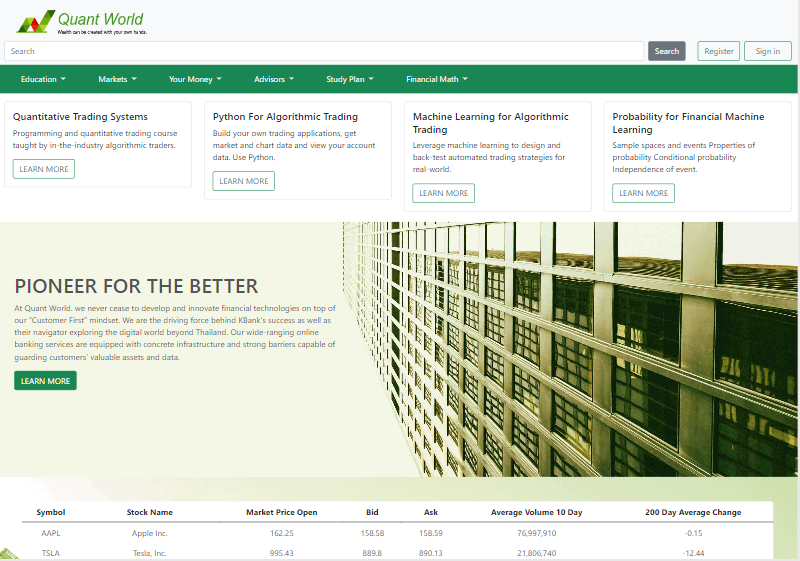 Quant World
Wealth can be created with your own hands.
Search
Search
Register
Sign in
Education
Markets
Your Money
Advisors
Study Plan
Financial Math
Quantitative Trading Systems
Programming and quantitative trading course
taught by in-the-industry algorithmic traders.
LEARN MORE
Python For Algorithmic Trading
Build your own trading applications, get
market and chart data and view your account
data. Use Python.
LEARN MORE
Machine Learning for Algorithmic
Trading
Leverage machine learning to design and
back-test automated trading strategies for
real-world.
LEARN MORE
Probability for Financial Machine
Learning
Sample spaces and events Properties of
probability Conditional probability
Independence of event.
LEARN MORE
PIONEER FOR THE BETTER
At Quant World. we never cease to develop and innovate financial technologies on top of
our "Customer First" mindset. We are the driving force behind KBank's success as well as
their navigator exploring the digital world beyond Thailand. Our wide-ranging online
banking services are equipped with concrete infrastructure and strong barriers capable of
guarding customers' valuable assets and data.
LEARN MORE
Symbol Stock Name Market Price Open Bid Ask Average Volume 10 Day 200 Day Average Change
AAPL Apple Inc. 162.25 158.58 158.59 76,997,910 -0.15
TSLA Tesla, Inc. 995.43 889.8 890.13 21,806,740 -12.44